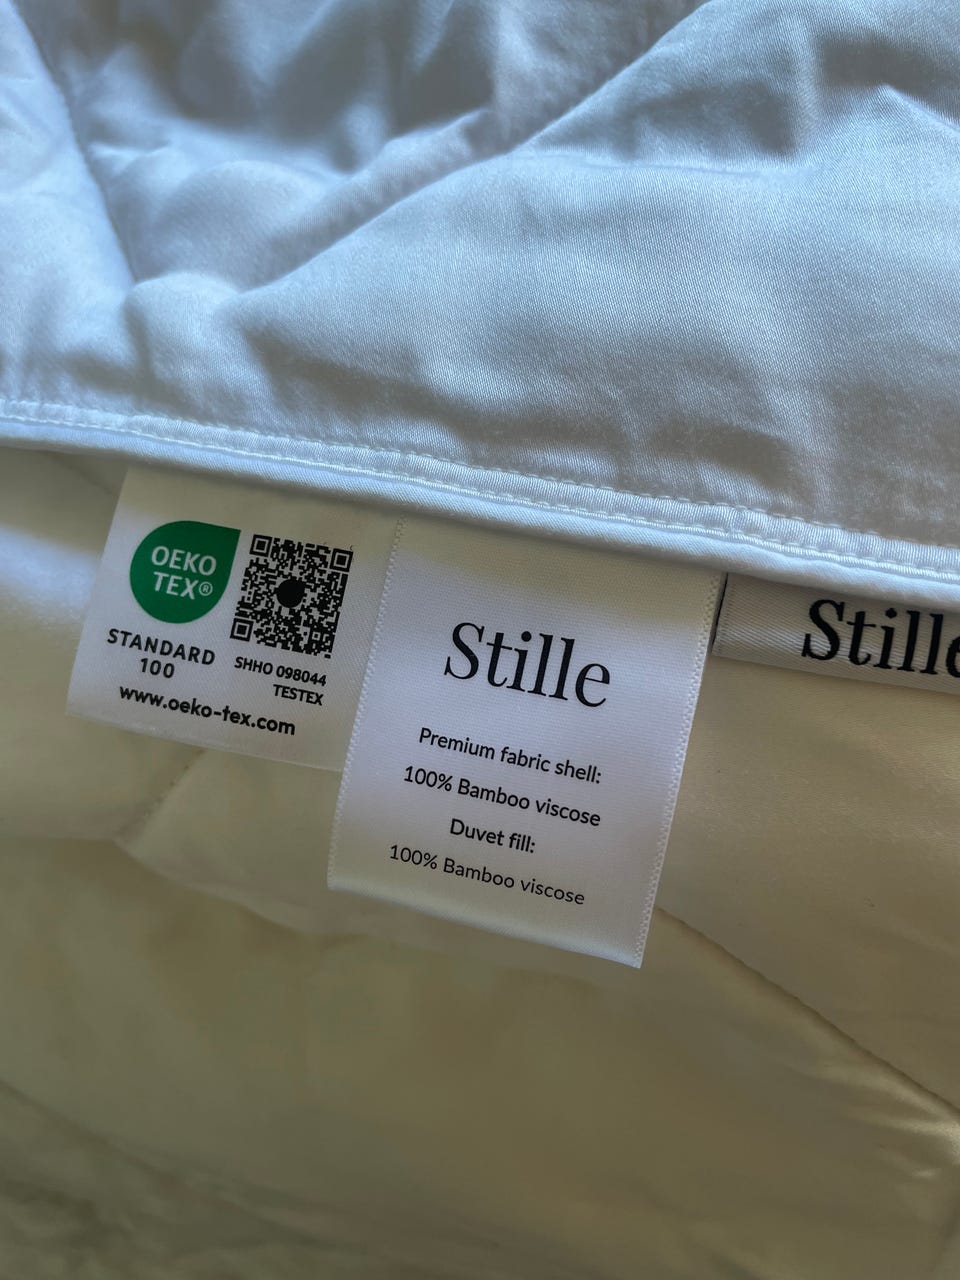 OEKO
TEX®
STANDARD
100
SHHO 098044
TESTEX
www.oeko-tex.com
Stille
Premium fabric shell:
100% Bamboo viscose
Duvet fill:
100% Bamboo viscose
Stille